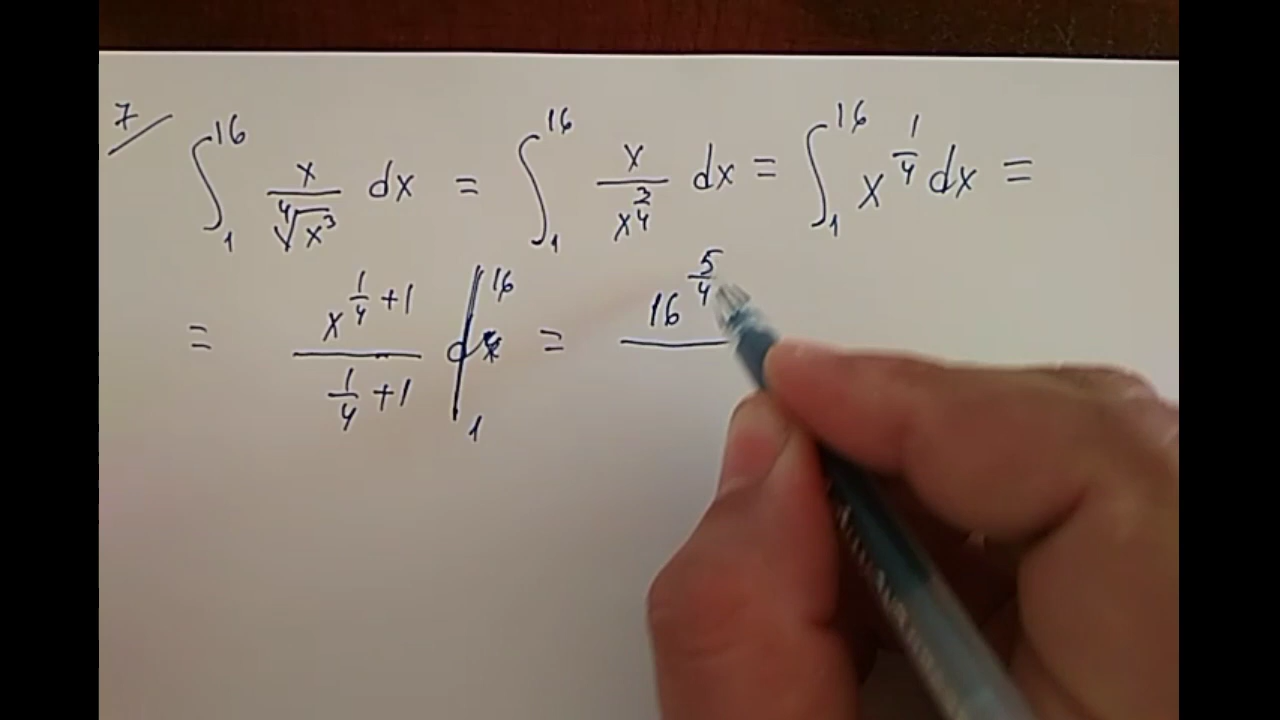 7/ ∫₁¹⁶ x/⁴√x³ dx = ∫₁¹⁶ x/x^(3/4) dx = ∫₁¹⁶ x^(1/4) dx =
= x^(1/4+1)/(1/4+1) |₁¹⁶ = 16^(5/4)